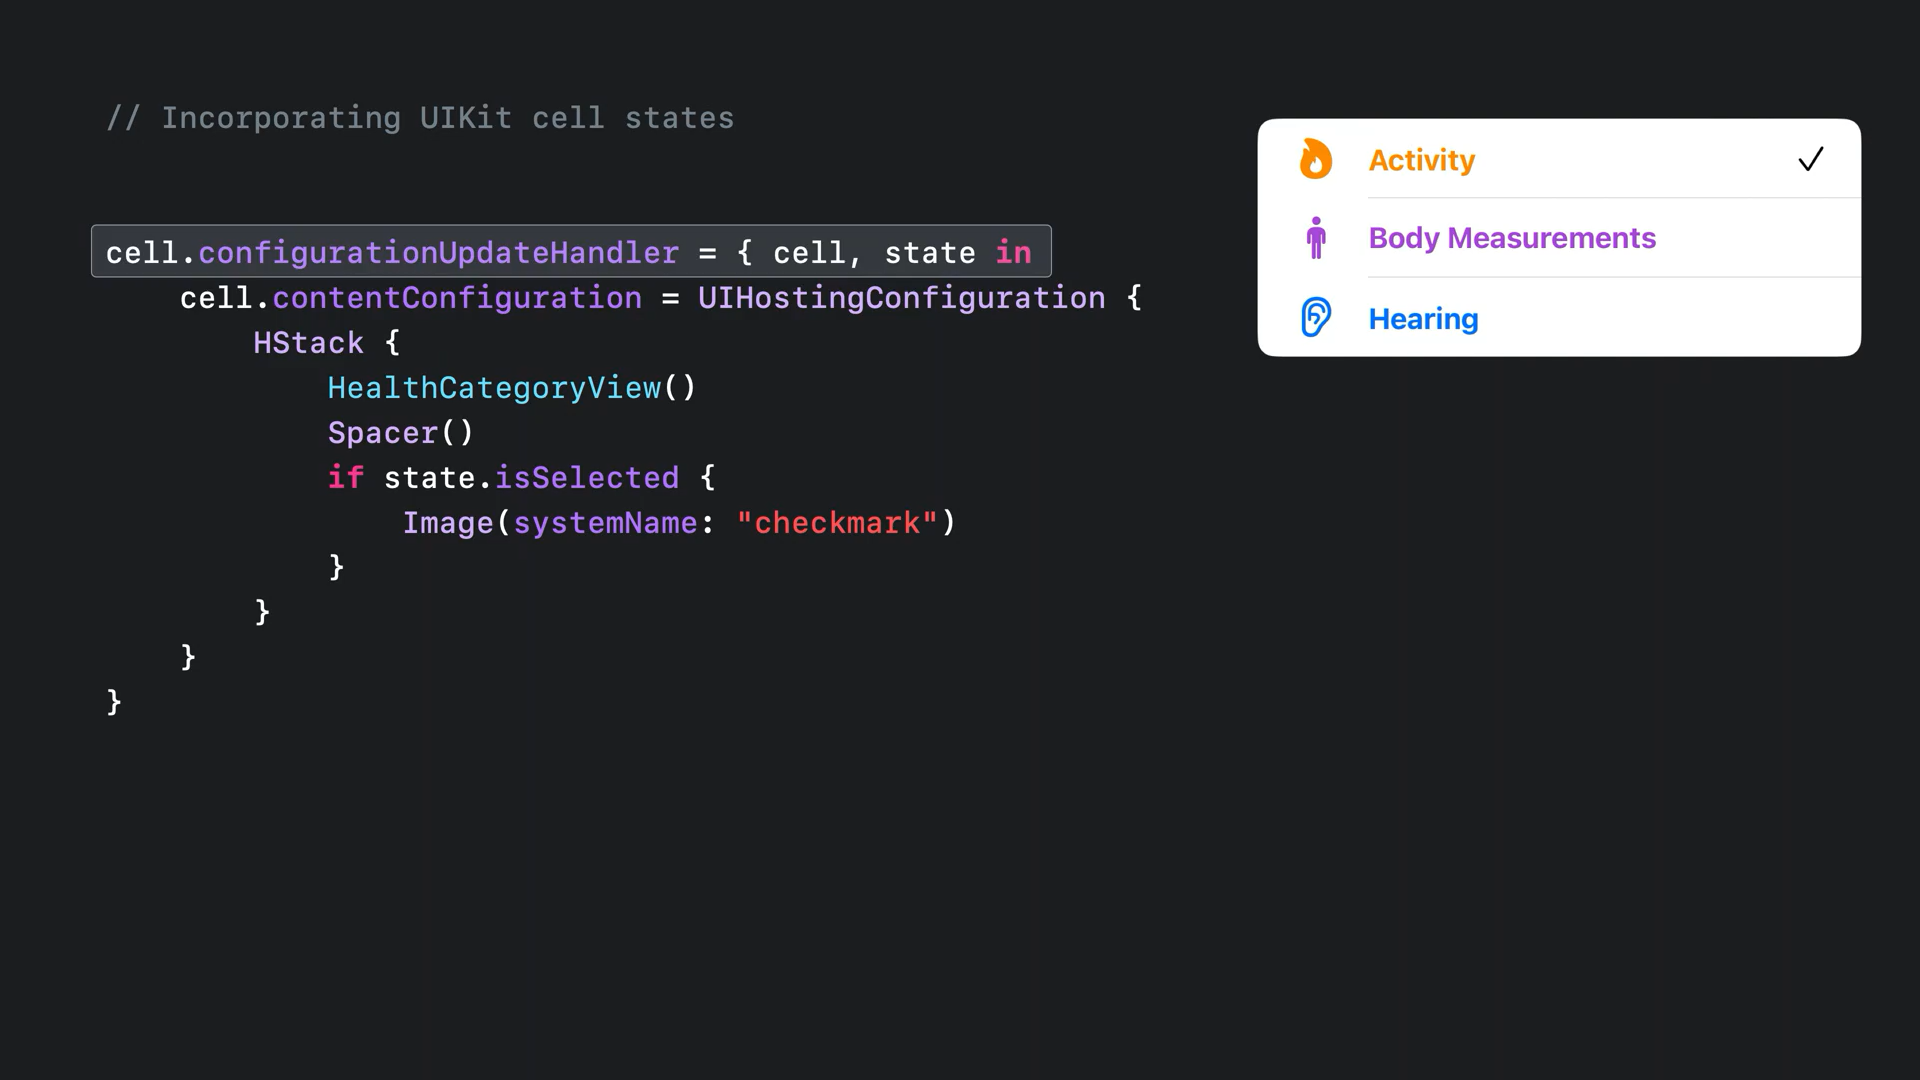 // Incorporating UIKit cell states
cell.configurationUpdateHandler = { cell, state in
    cell.contentConfiguration = UIHostingConfiguration {
        HStack {
            HealthCategoryView()
            Spacer()
            if state.isSelected {
                Image(systemName: "checkmark")
            }
        }
    }
}
Activity
Body Measurements
Hearing